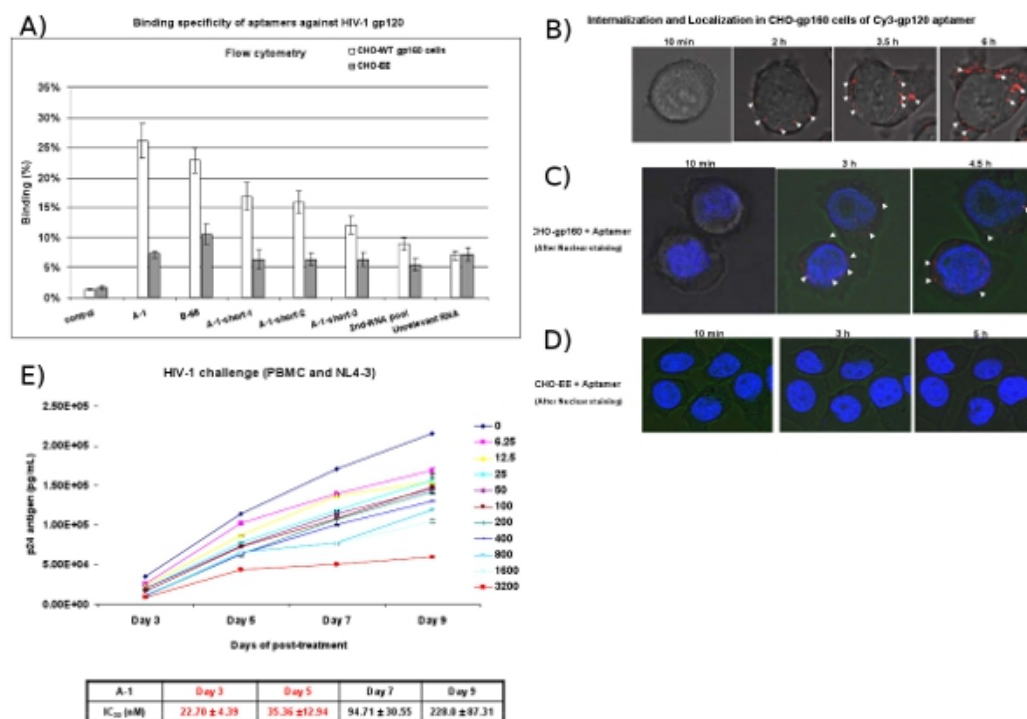 A)
Binding specificity of aptamers against HIV-1 gp120
Flow cytometry
CHO-WT gp160 cells
CHO-EE
35%
30%
25%
20%
15%
10%
5%
0%
Binding (%)
control
A-1
B-68
A-1-short-1
A-1-short-2
A-1-short-3
2nd-RNA pool
Unrelevant RNA
Internalization and Localization in CHO-gp160 cells of Cy3-gp120 aptamer
B)
10 min
2 h
3.5 h
6 h
C)
10 min
3 h
4.5 h
CHO-gp160 + Aptamer
(After Nuclear staining)
D)
10 min
3 h
5 h
CHO-EE + Aptamer
(After Nuclear staining)
E)
HIV-1 challenge (PBMC and NL4-3)
2.50E+05
2.00E+05
1.50E+05
1.00E+05
5.00E+04
0.00E+00
p24 antigen (pg/mL)
Day 3
Day 5
Day 7
Day 9
Days of post-treatment
0
6.25
12.5
25
50
100
200
400
800
1600
3200
A-1 Day 3 Day 5 Day 7 Day 9
IC50 (nM) 22.70 ±4.39 35.36 ±12.94 94.71 ±30.55 228.8 ±87.31